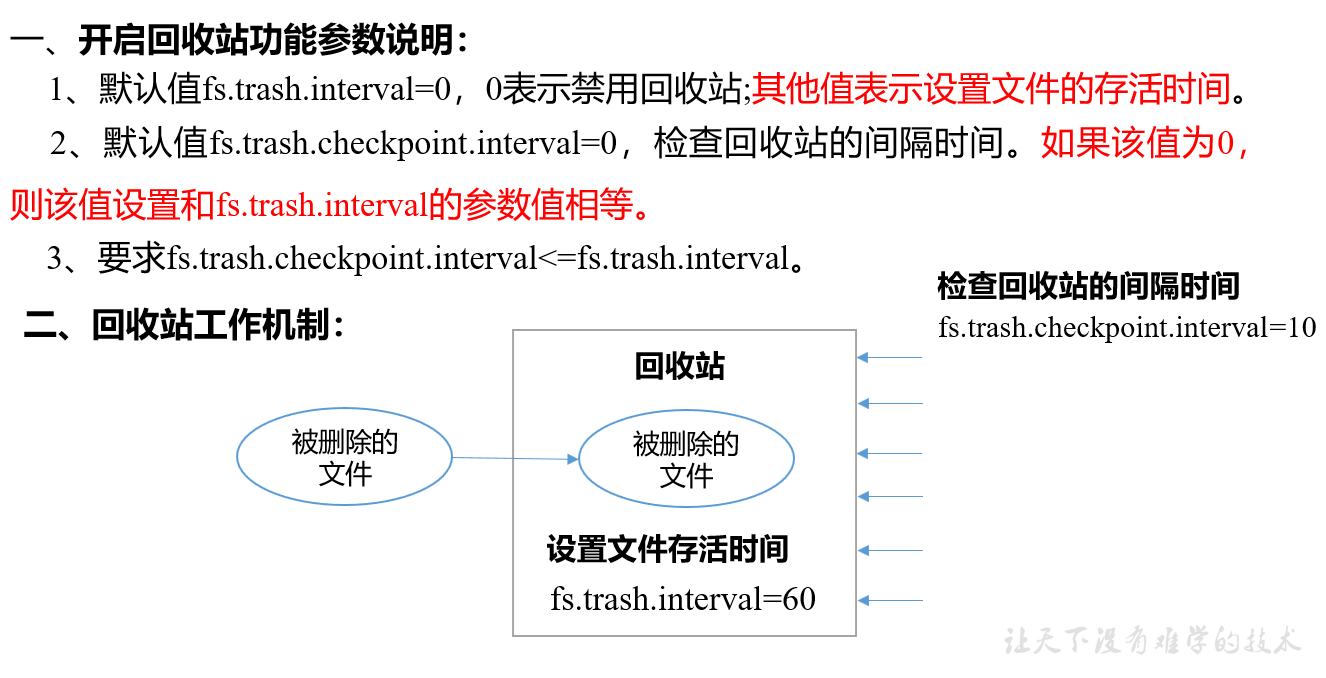 一、开启回收站功能参数说明：
1、默认值fs.trash.interval=0，0表示禁用回收站;其他值表示设置文件的存活时间。
2、默认值fs.trash.checkpoint.interval=0，检查回收站的间隔时间。如果该值为0，
则该值设置和fs.trash.interval的参数值相等。
3、要求fs.trash.checkpoint.interval<=fs.trash.interval。
检查回收站的间隔时间
fs.trash.checkpoint.interval=10
二、回收站工作机制：
回收站
被删除的
文件
被删除的
文件
设置文件存活时间
fs.trash.interval=60
让天下没有难学的技术